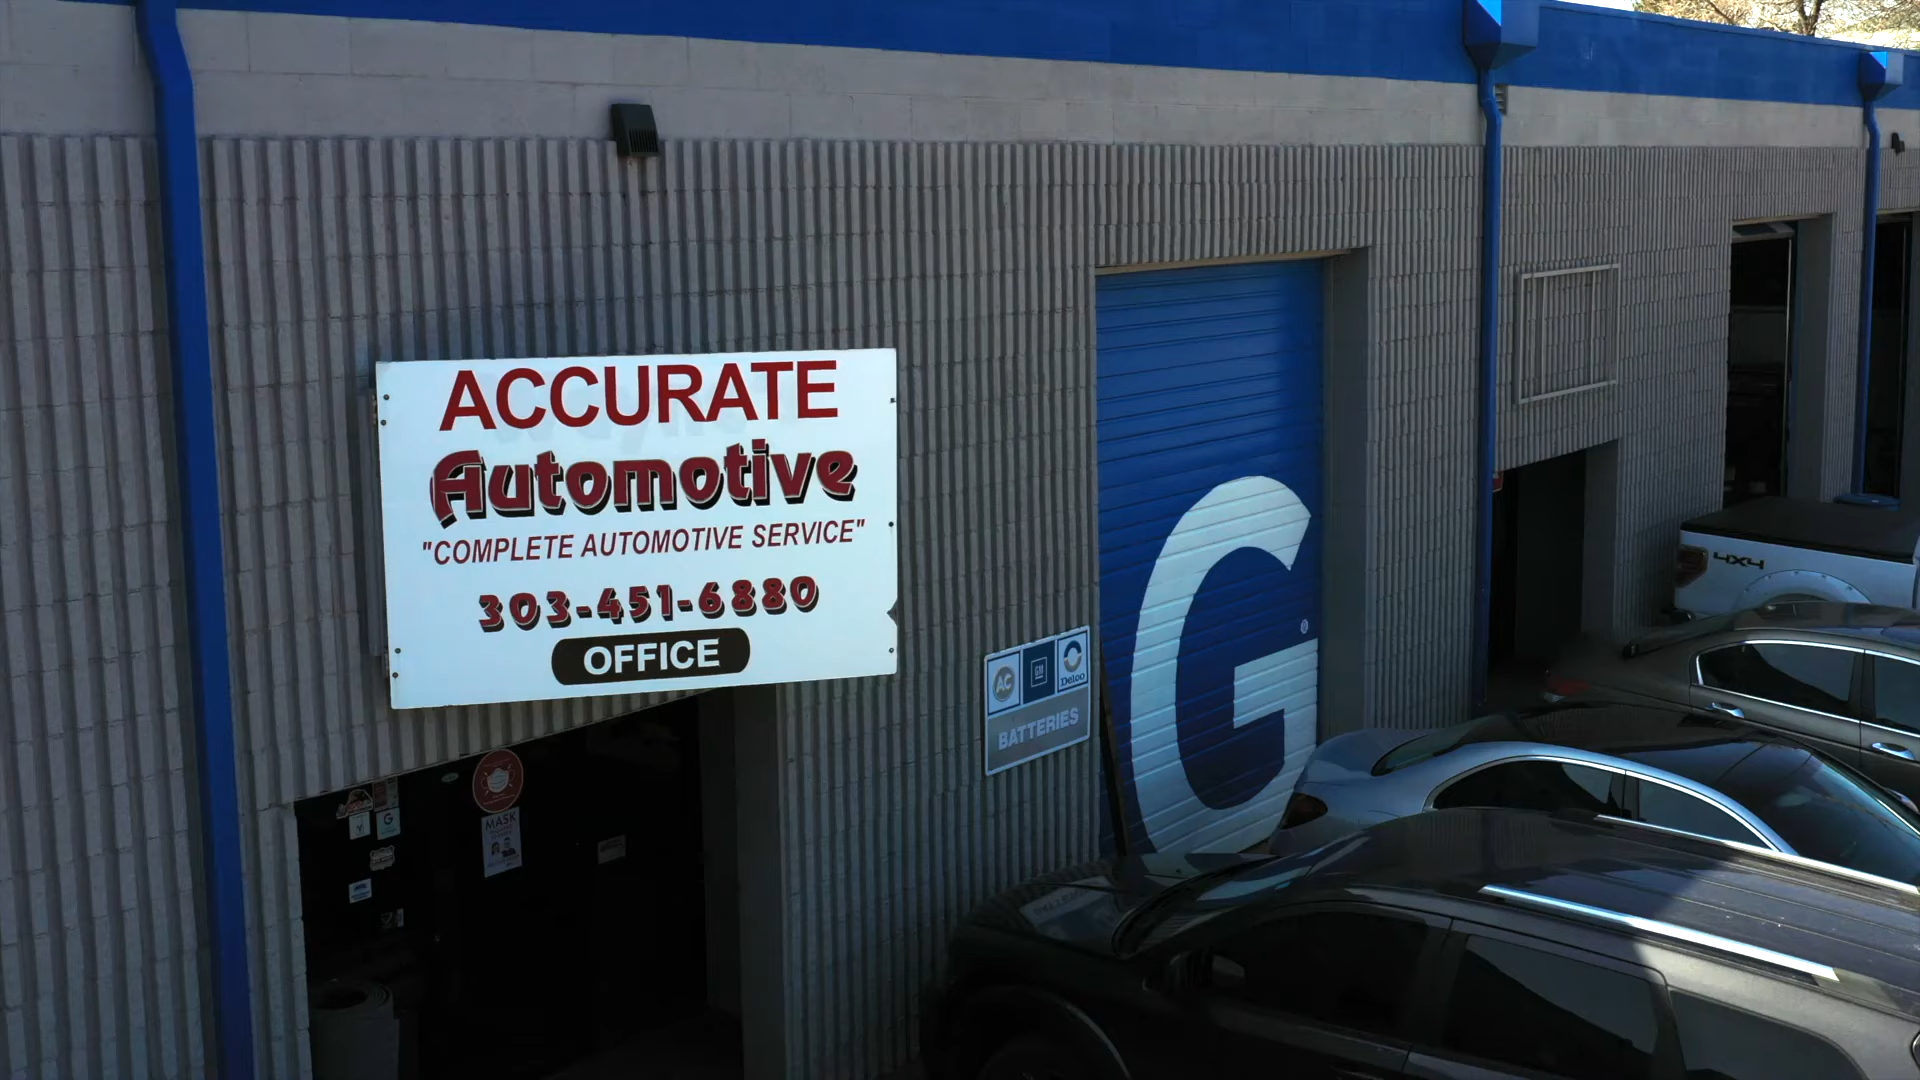 ACCURATE
Automotive
"COMPLETE AUTOMOTIVE SERVICE"
303-451-6880
OFFICE
AC
GM
Delco
BATTERIES
G
4X4
MASK
G